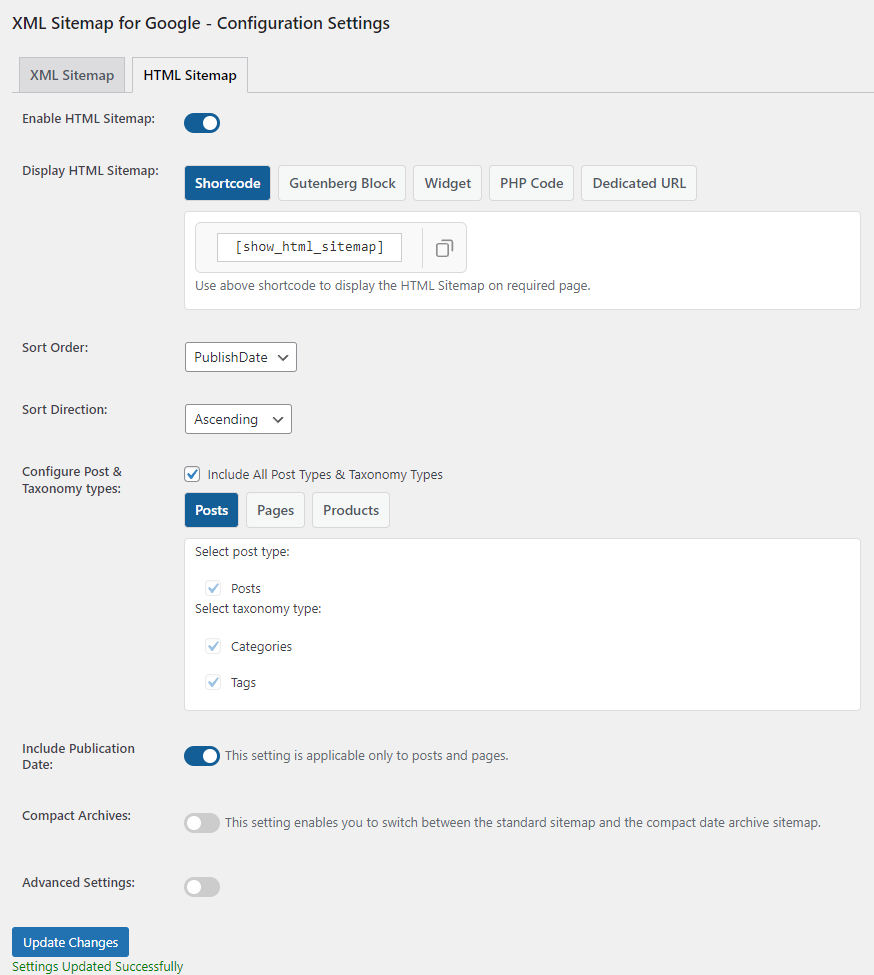 XML Sitemap for Google - Configuration Settings
XML Sitemap
HTML Sitemap
Enable HTML Sitemap:
Display HTML Sitemap:
Shortcode
Gutenberg Block
Widget
PHP Code
Dedicated URL
[show_html_sitemap]
Use above shortcode to display the HTML Sitemap on required page.
Sort Order:
PublishDate
Sort Direction:
Ascending
Configure Post &
Taxonomy types:
Include All Post Types & Taxonomy Types
Posts
Pages
Products
Select post type:
Posts
Select taxonomy type:
Categories
Tags
Include Publication
Date:
This setting is applicable only to posts and pages.
Compact Archives:
This setting enables you to switch between the standard sitemap and the compact date archive sitemap.
Advanced Settings:
Update Changes
Settings Updated Successfully